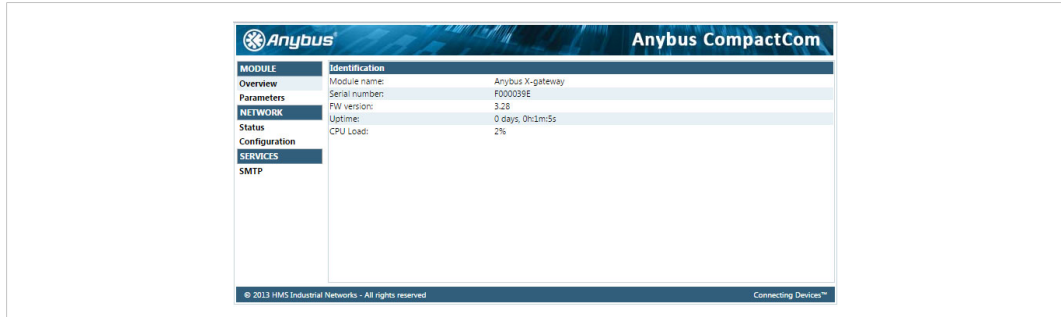 Anybus® Anybus CompactCom
MODULE
Overview
Parameters
NETWORK
Status
Configuration
SERVICES
SMTP
Identification
Module name: Anybus X-gateway
Serial number: F000039E
FW version: 3.28
Uptime: 0 days, 0h:1m:5s
CPU Load: 2%
© 2013 HMS Industrial Networks - All rights reserved Connecting Devices™